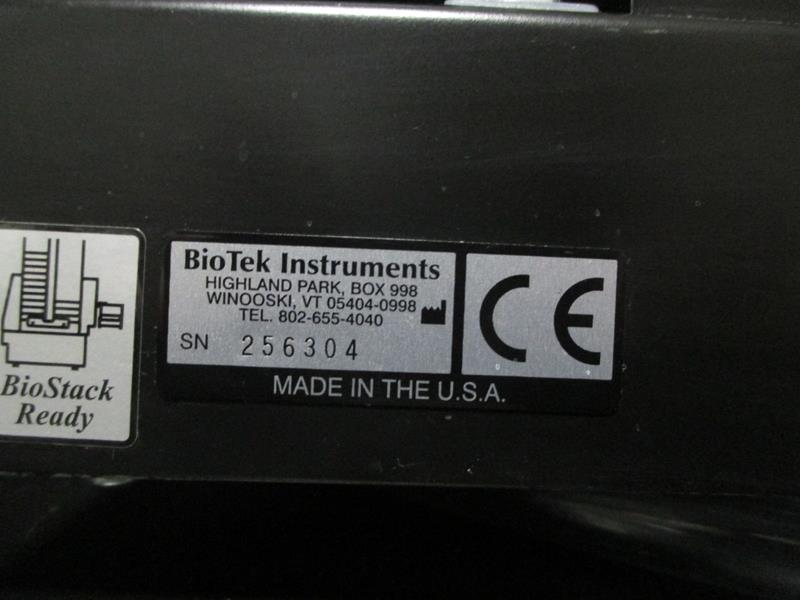 BioStack
Ready
BioTek Instruments
HIGHLAND PARK, BOX 998
WINOOSKI, VT 05404-0998
TEL. 802-655-4040
SN 256304
CE
MADE IN THE U.S.A.